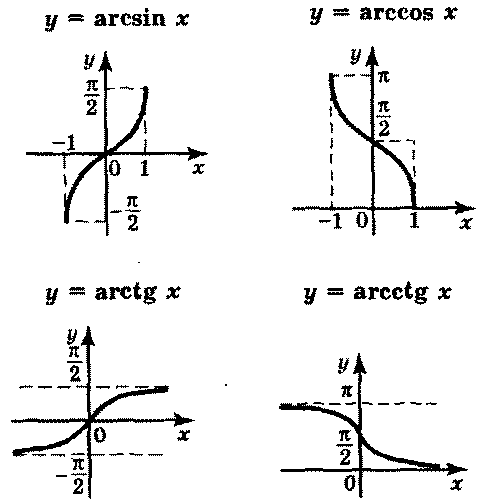 y = arcsin x
y
π/2
-1
0 1 x
-π/2
y = arccos x
y
π
π/2
-1 0 1 x
y = arctg x
y
π/2
0 x
-π/2
y = arcctg x
y
π
π/2
0 x